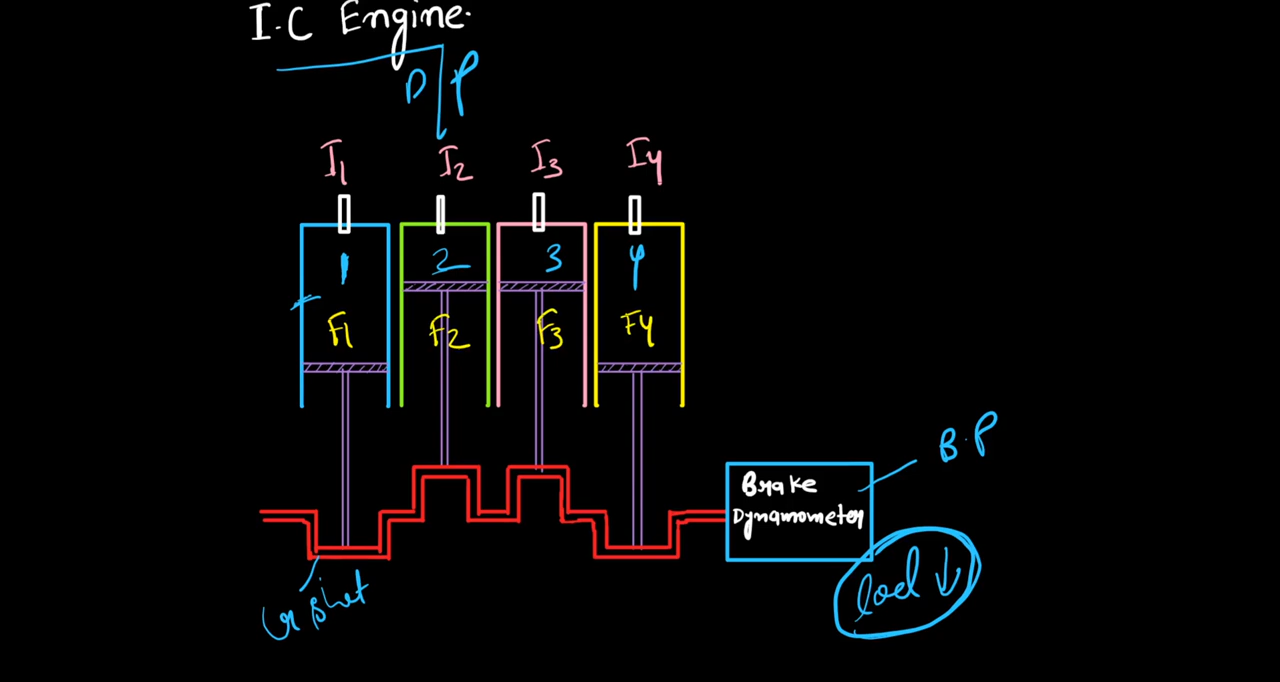 I.C Engine.
D/P
I1 I2 I3 I4
1 2 3 4
F1 F2 F3 F4
B.P
Brake
Dynamometer
load ↓